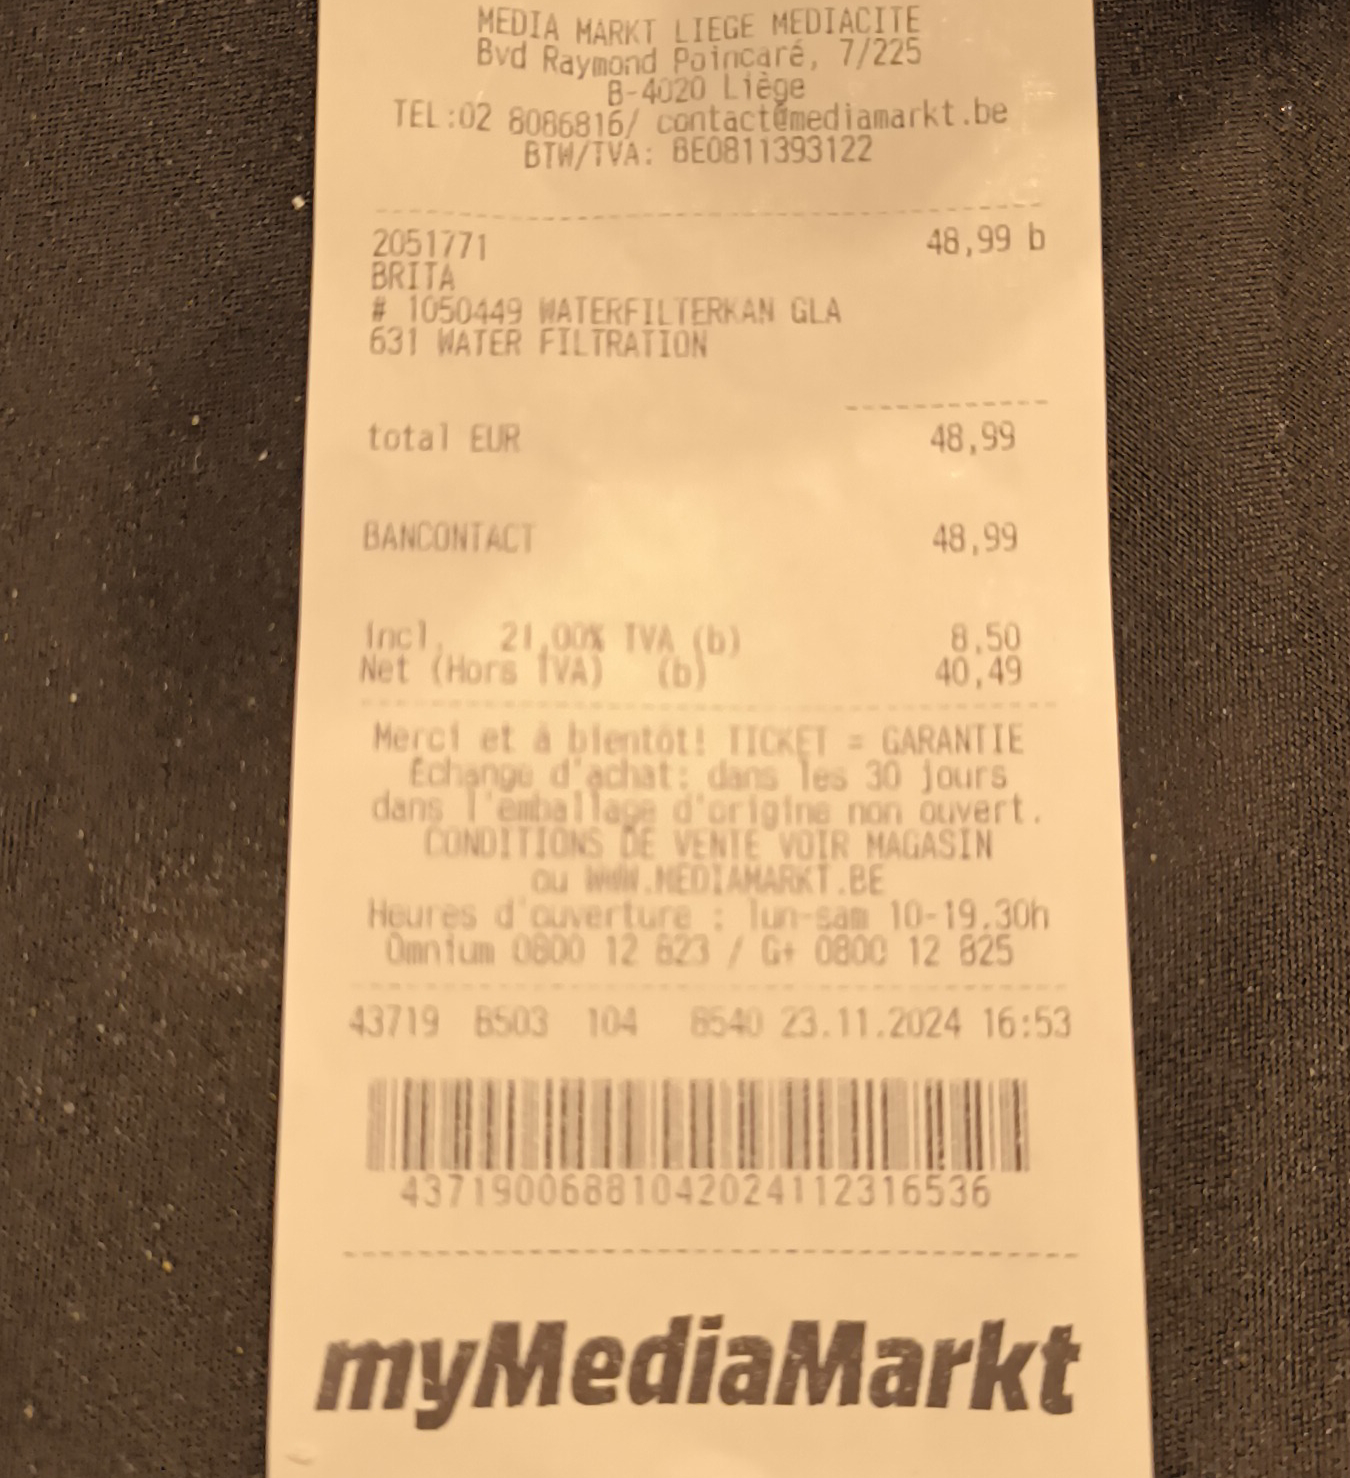 MEDIA MARKT LIEGE MEDIACITE
Bvd Raymond Poincaré, 7/225
B-4020 Liège
TEL:02 8086816/ contact@mediamarkt.be
BTW/TVA: BE0811393122
2051771 48,99 b
BRITA
# 1050449 WATERFILTERKAN GLA
631 WATER FILTRATION
total EUR 48,99
BANCONTACT 48,99
incl. 21,00% TVA (b) 8,50
Net (Hors TVA) (b) 40,49
Merci et à bientôt! TICKET = GARANTIE
Échange d'achat: dans les 30 jours
dans l'emballage d'origine non ouvert.
CONDITIONS DE VENTE VOIR MAGASIN
ou WWW.MEDIAMARKT.BE
Heures d'ouverture : lun-sam 10-19.30h
Omnium 0800 12 823 / G+ 0800 12 825
43719 8503 104 8540 23.11.2024 16:53
43719006881042024112316536
myMediaMarkt